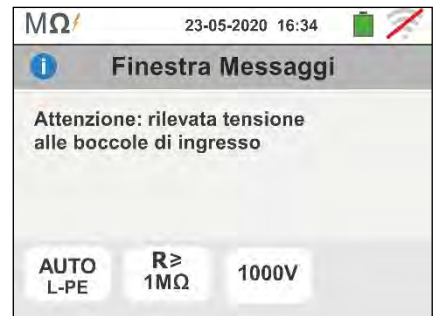 MΩ 23-05-2020 16:34
Finestra Messaggi
Attenzione: rilevata tensione
alle boccole di ingresso
AUTO
L-PE
R≥
1MΩ
1000V